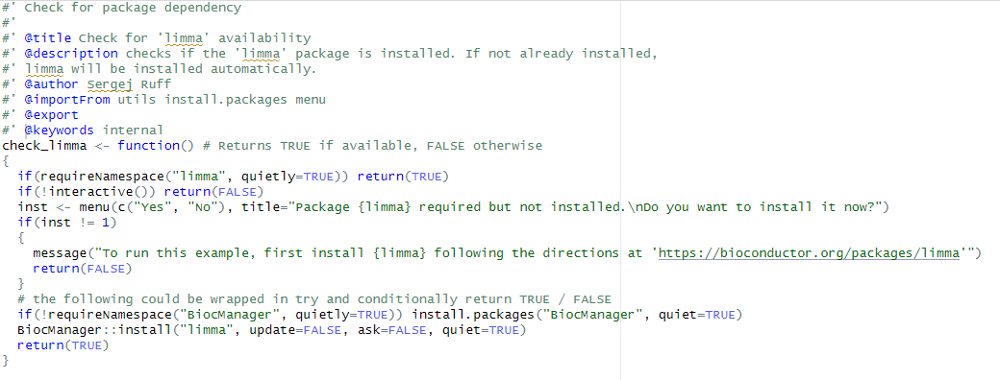 #' Check for package dependency
#'
#' @title Check for 'limma' availability
#' @description checks if the 'limma' package is installed. If not already installed,
#' limma will be installed automatically.
#' @author Sergej Ruff
#' @importFrom utils install.packages menu
#' @export
#' @keywords internal
check_limma <- function() # Returns TRUE if available, FALSE otherwise
{
  if(requireNamespace("limma", quietly=TRUE)) return(TRUE)
  if(!interactive()) return(FALSE)
  inst <- menu(c("Yes", "No"), title="Package {limma} required but not installed.\nDo you want to install it now?")
  if(inst != 1)
  {
    message("To run this example, first install {limma} following the directions at 'https://bioconductor.org/packages/limma'")
    return(FALSE)
  }
  # the following could be wrapped in try and conditionally return TRUE / FALSE
  if(!requireNamespace("BiocManager", quietly=TRUE)) install.packages("BiocManager", quiet=TRUE)
  BiocManager::install("limma", update=FALSE, ask=FALSE, quiet=TRUE)
  return(TRUE)
}